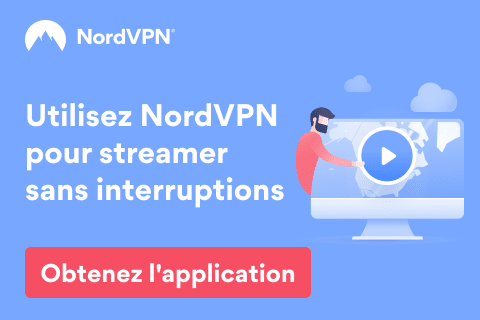 NordVPN®
Utilisez NordVPN
pour streamer
sans interruptions
Obtenez l'application